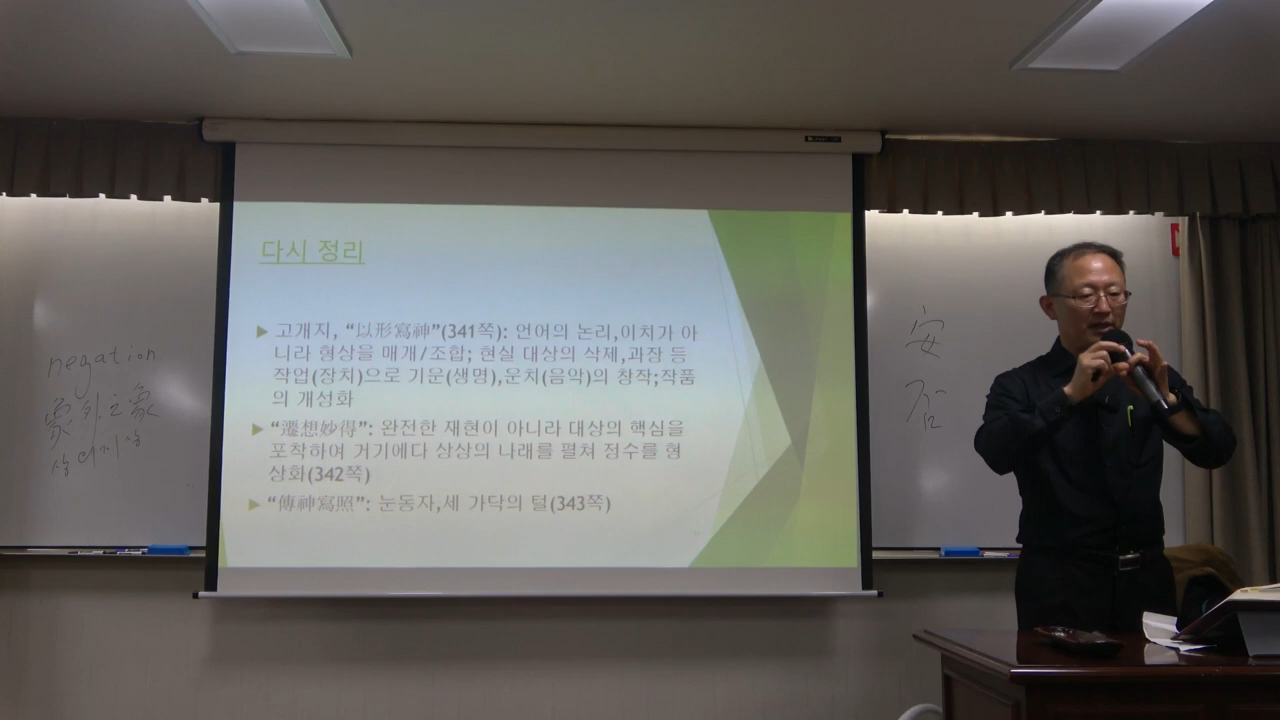 다시 정리
고개지, “以形寫神”(341쪽): 언어의 논리,이치가 아
니라 형상을 매개/조합; 현실 대상의 삭제,과장 등
작업(장치)으로 기운(생명),운치(음악)의 창작;작품
의 개성화
“遷想妙得”: 완전한 재현이 아니라 대상의 핵심을
포착하여 거기에다 상상의 나래를 펼쳐 정수를 형
상화(342쪽)
“傳神寫照”: 눈동자,세 가닥의 털(343쪽)
negation
象外之象
상외지상
安
否